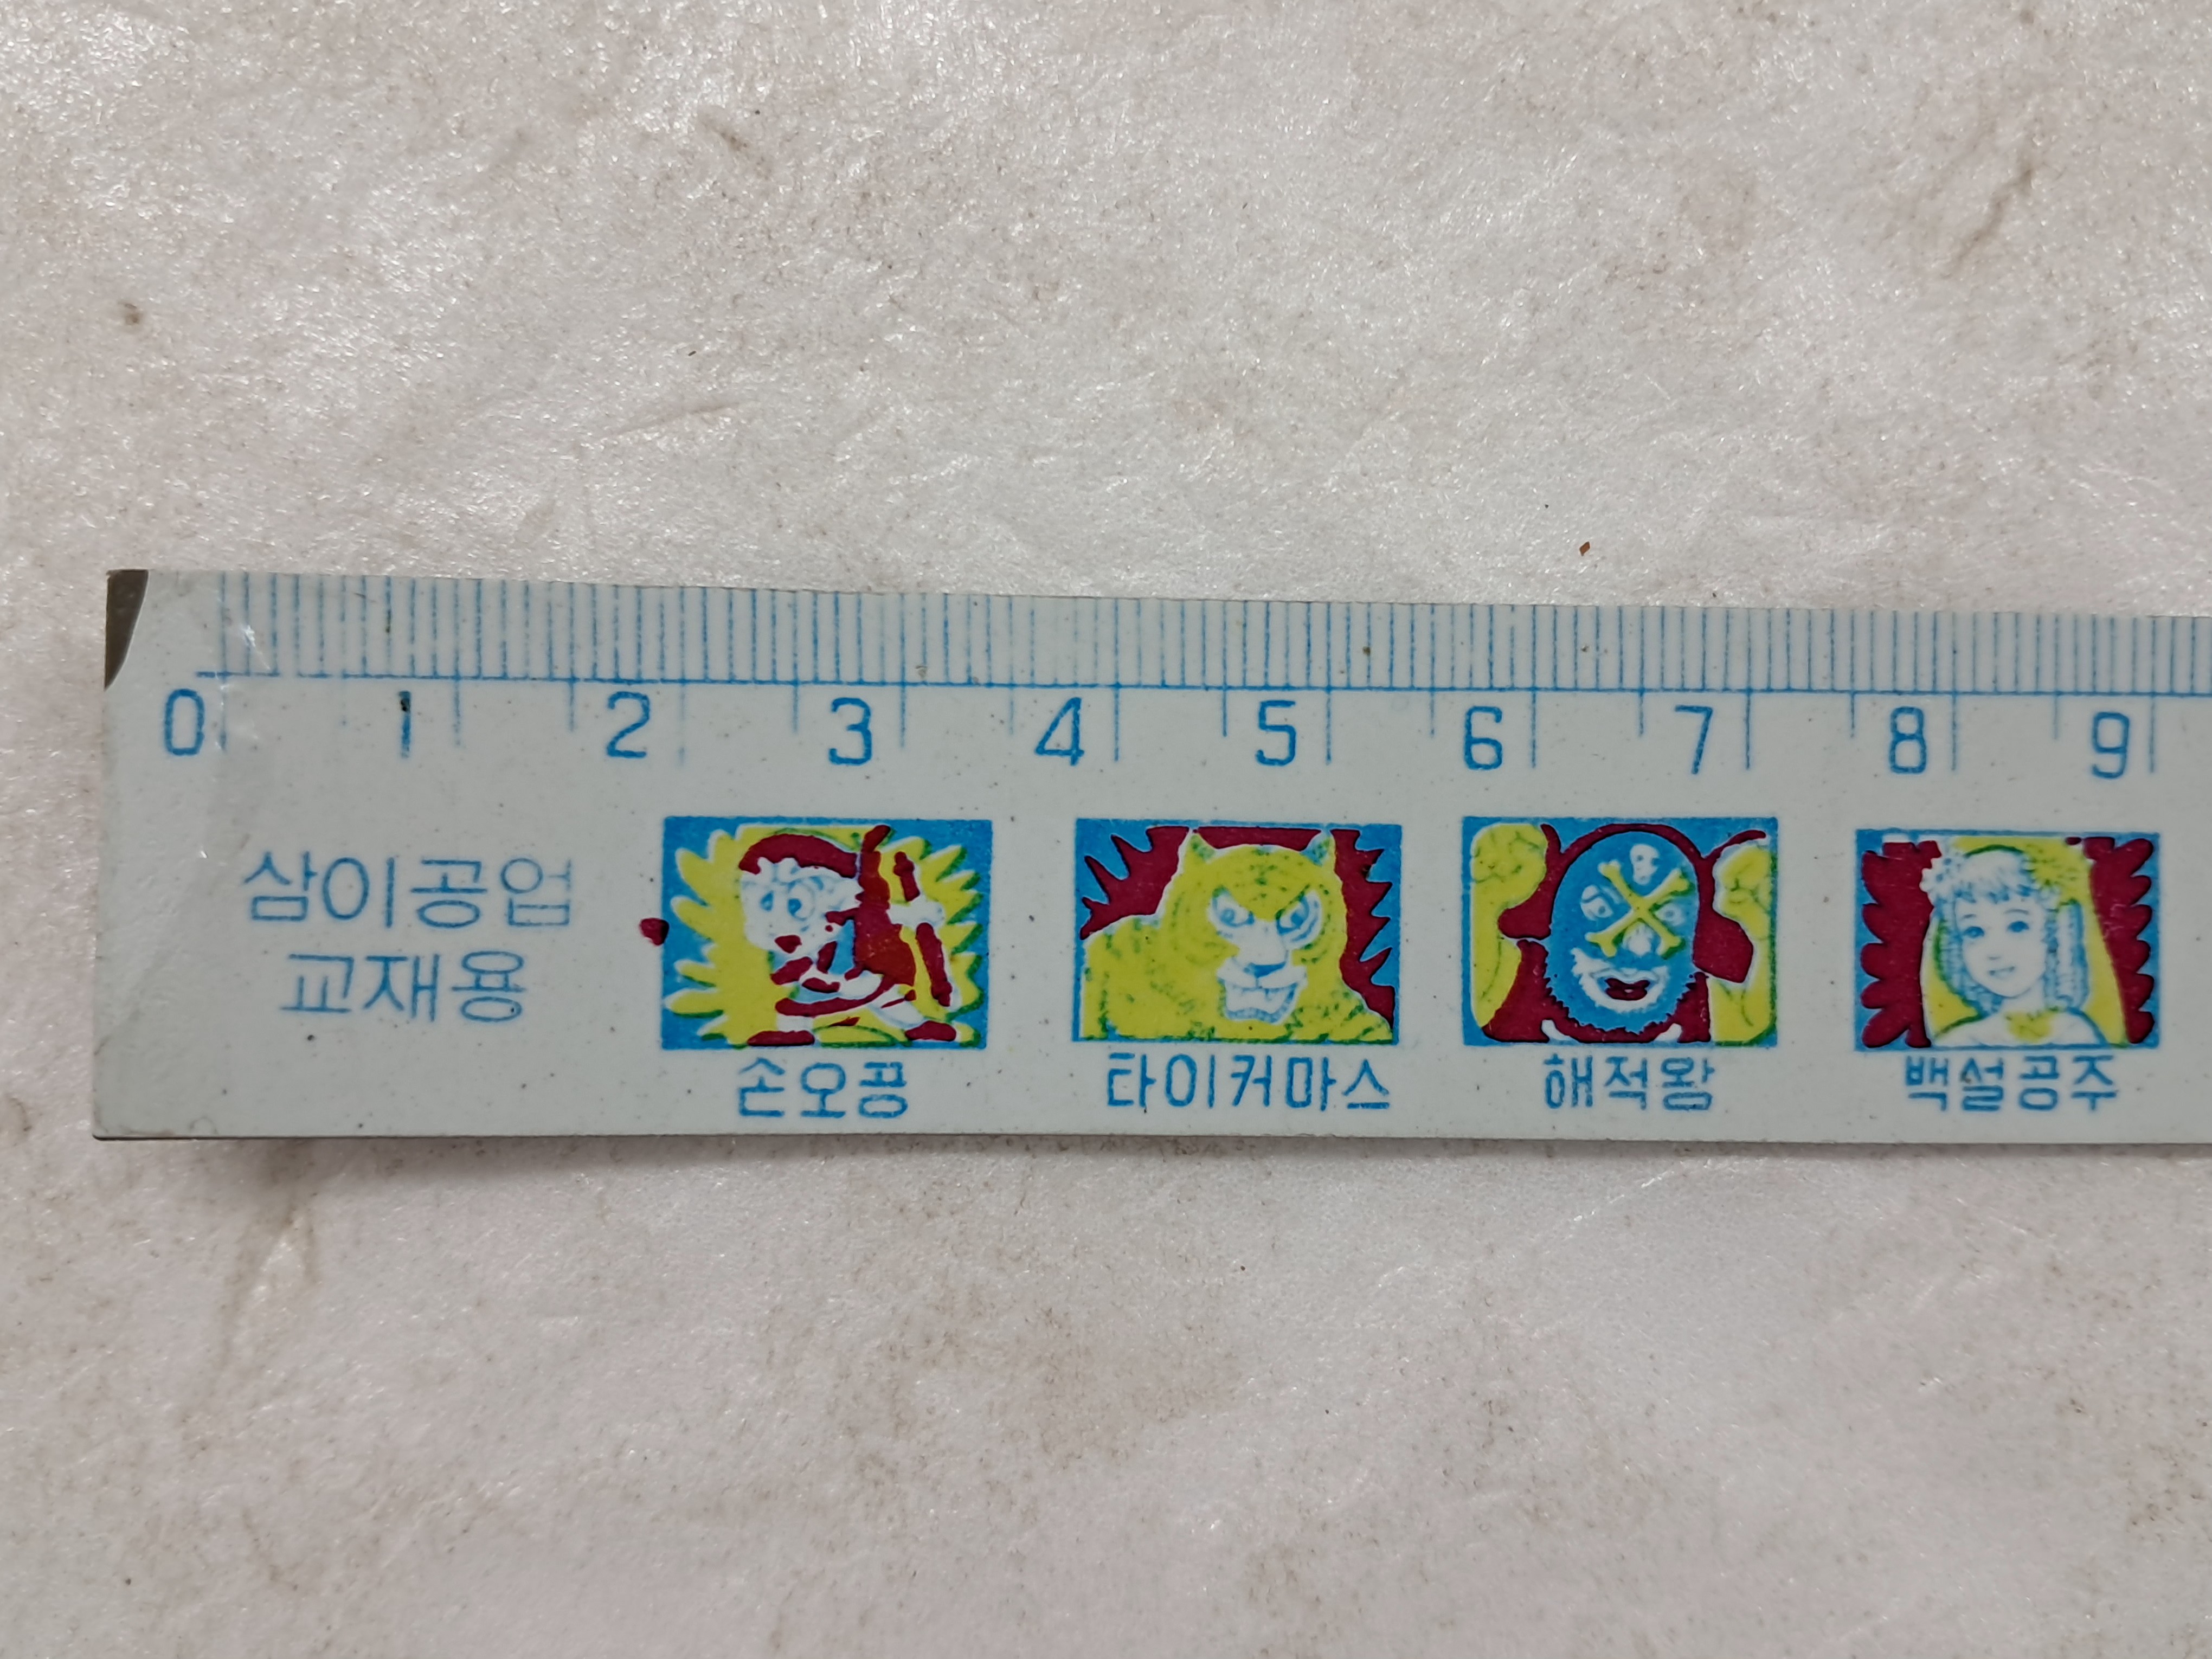 0 1 2 3 4 5 6 7 8 9
삼이공업
교재용
손오공 타이커마스 해적왕 백설공주